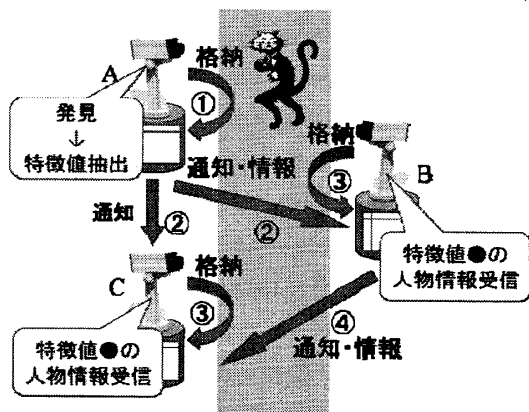 A
格納
①
発見
↓
特徴値抽出
通知・情報
格納
③
B
通知
②
②
特徴値●の
人物情報受信
C
格納
③
④
通知・情報
特徴値●の
人物情報受信